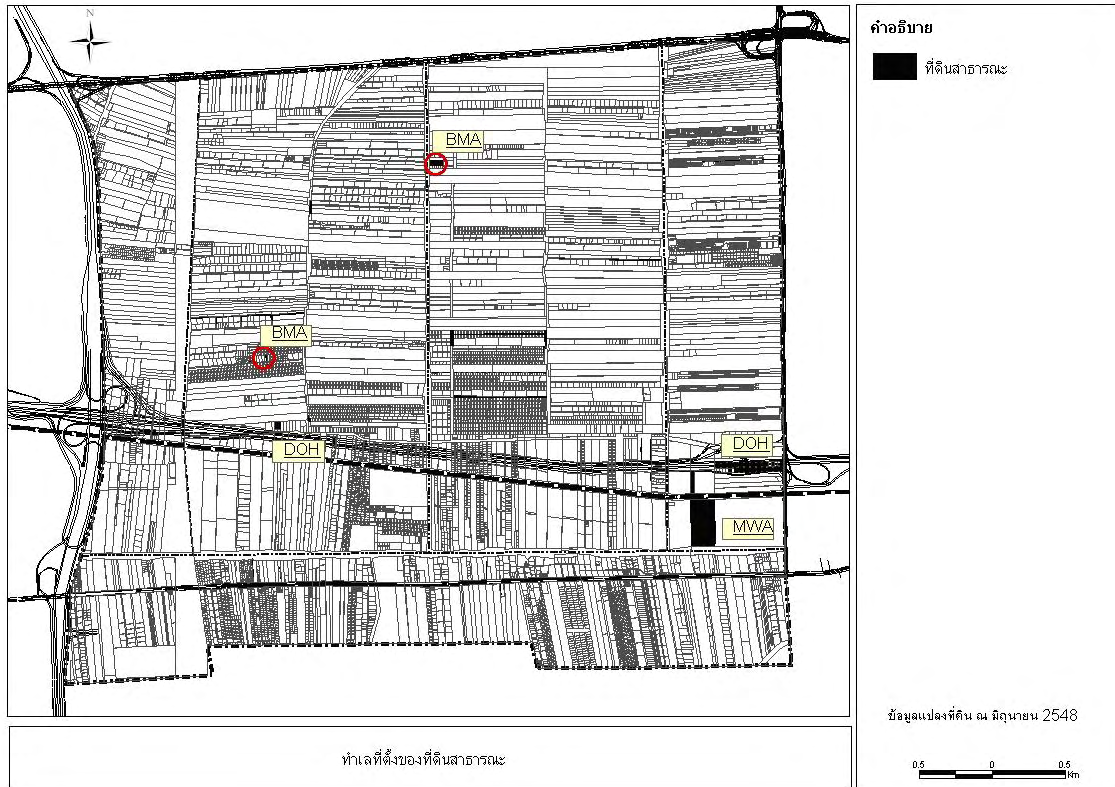 N
คำอธิบาย
ที่ดินสาธารณะ
BMA
BMA
DOH
DOH
MWA
ข้อมูลแปลงที่ดิน ณ มิถุนายน 2548
0.5 0 0.5
Km
ทำเลที่ตั้งของที่ดินสาธารณะ